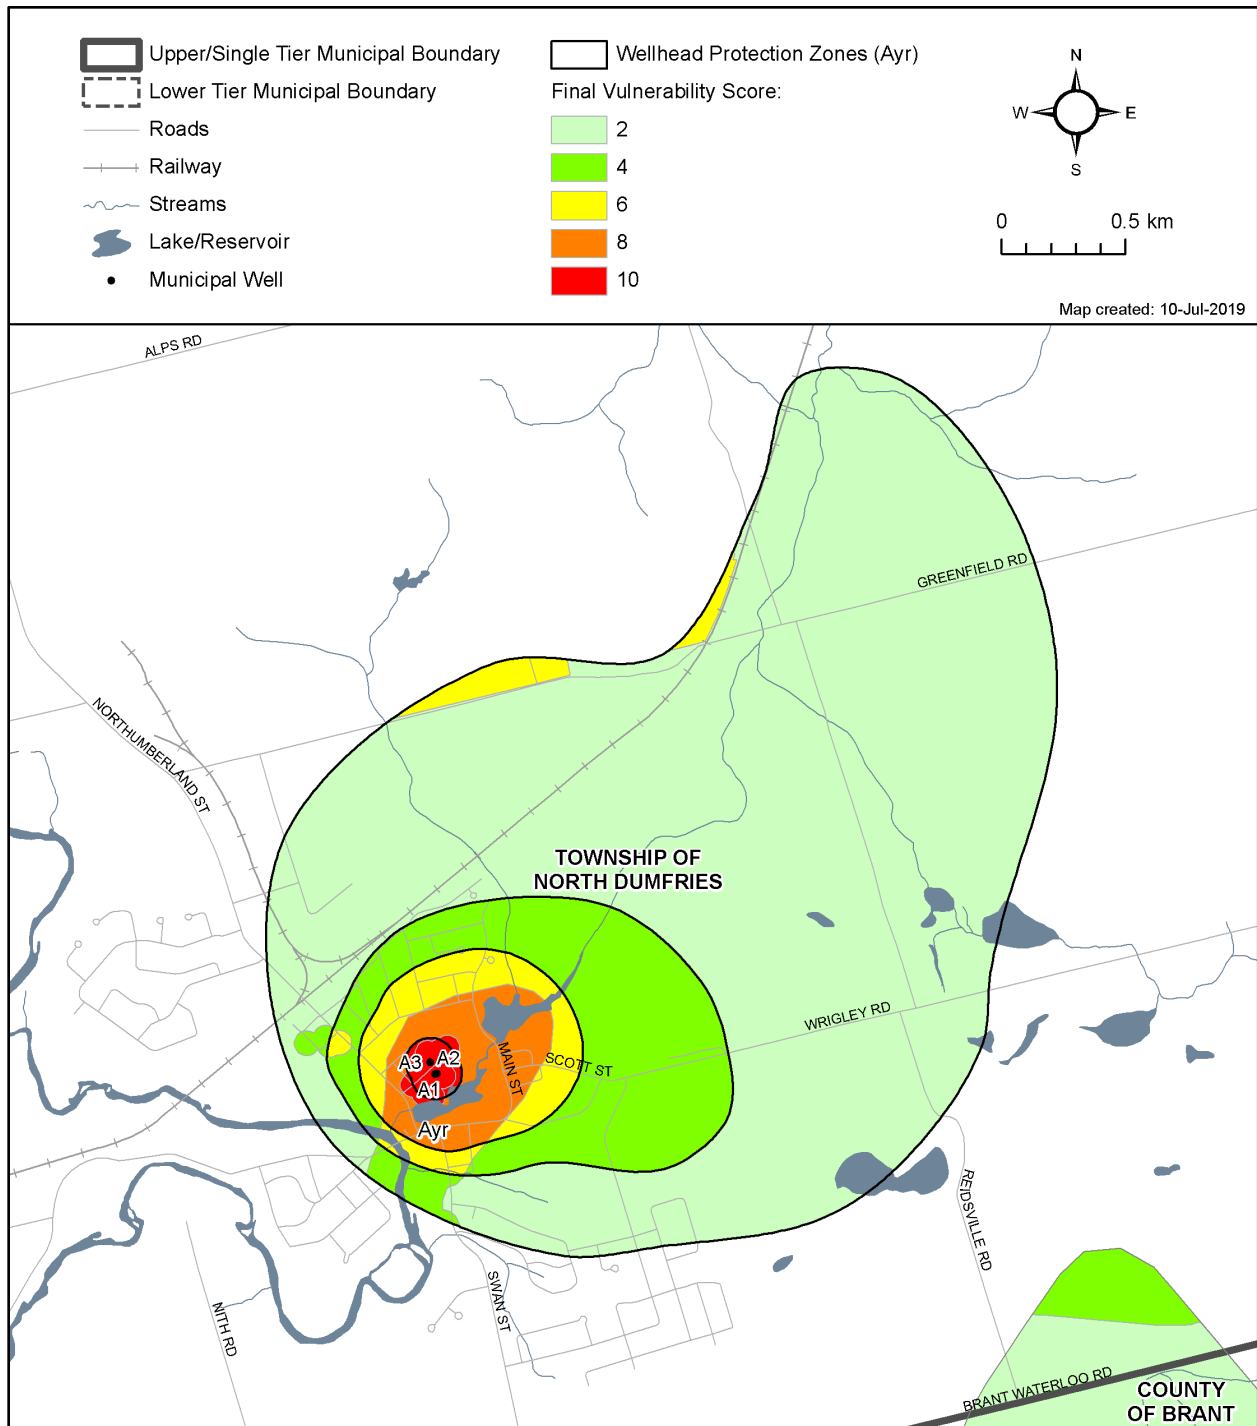 Upper/Single Tier Municipal Boundary
Lower Tier Municipal Boundary
Roads
Railway
Streams
Lake/Reservoir
Municipal Well
Wellhead Protection Zones (Ayr)
Final Vulnerability Score:
2
4
6
8
10
N
W
E
S
0
0.5 km
Map created: 10-Jul-2019
ALPS RD
GREENFIELD RD
NORTHUMBERLAND ST
TOWNSHIP OF
NORTH DUMFRIES
WRIGLEY RD
MAIN ST
SCOTT ST
A3
A2
A1
Ayr
REIDSVILLE RD
SWAN ST
NITH RD
BRANT WATERLOO RD
COUNTY
OF BRANT